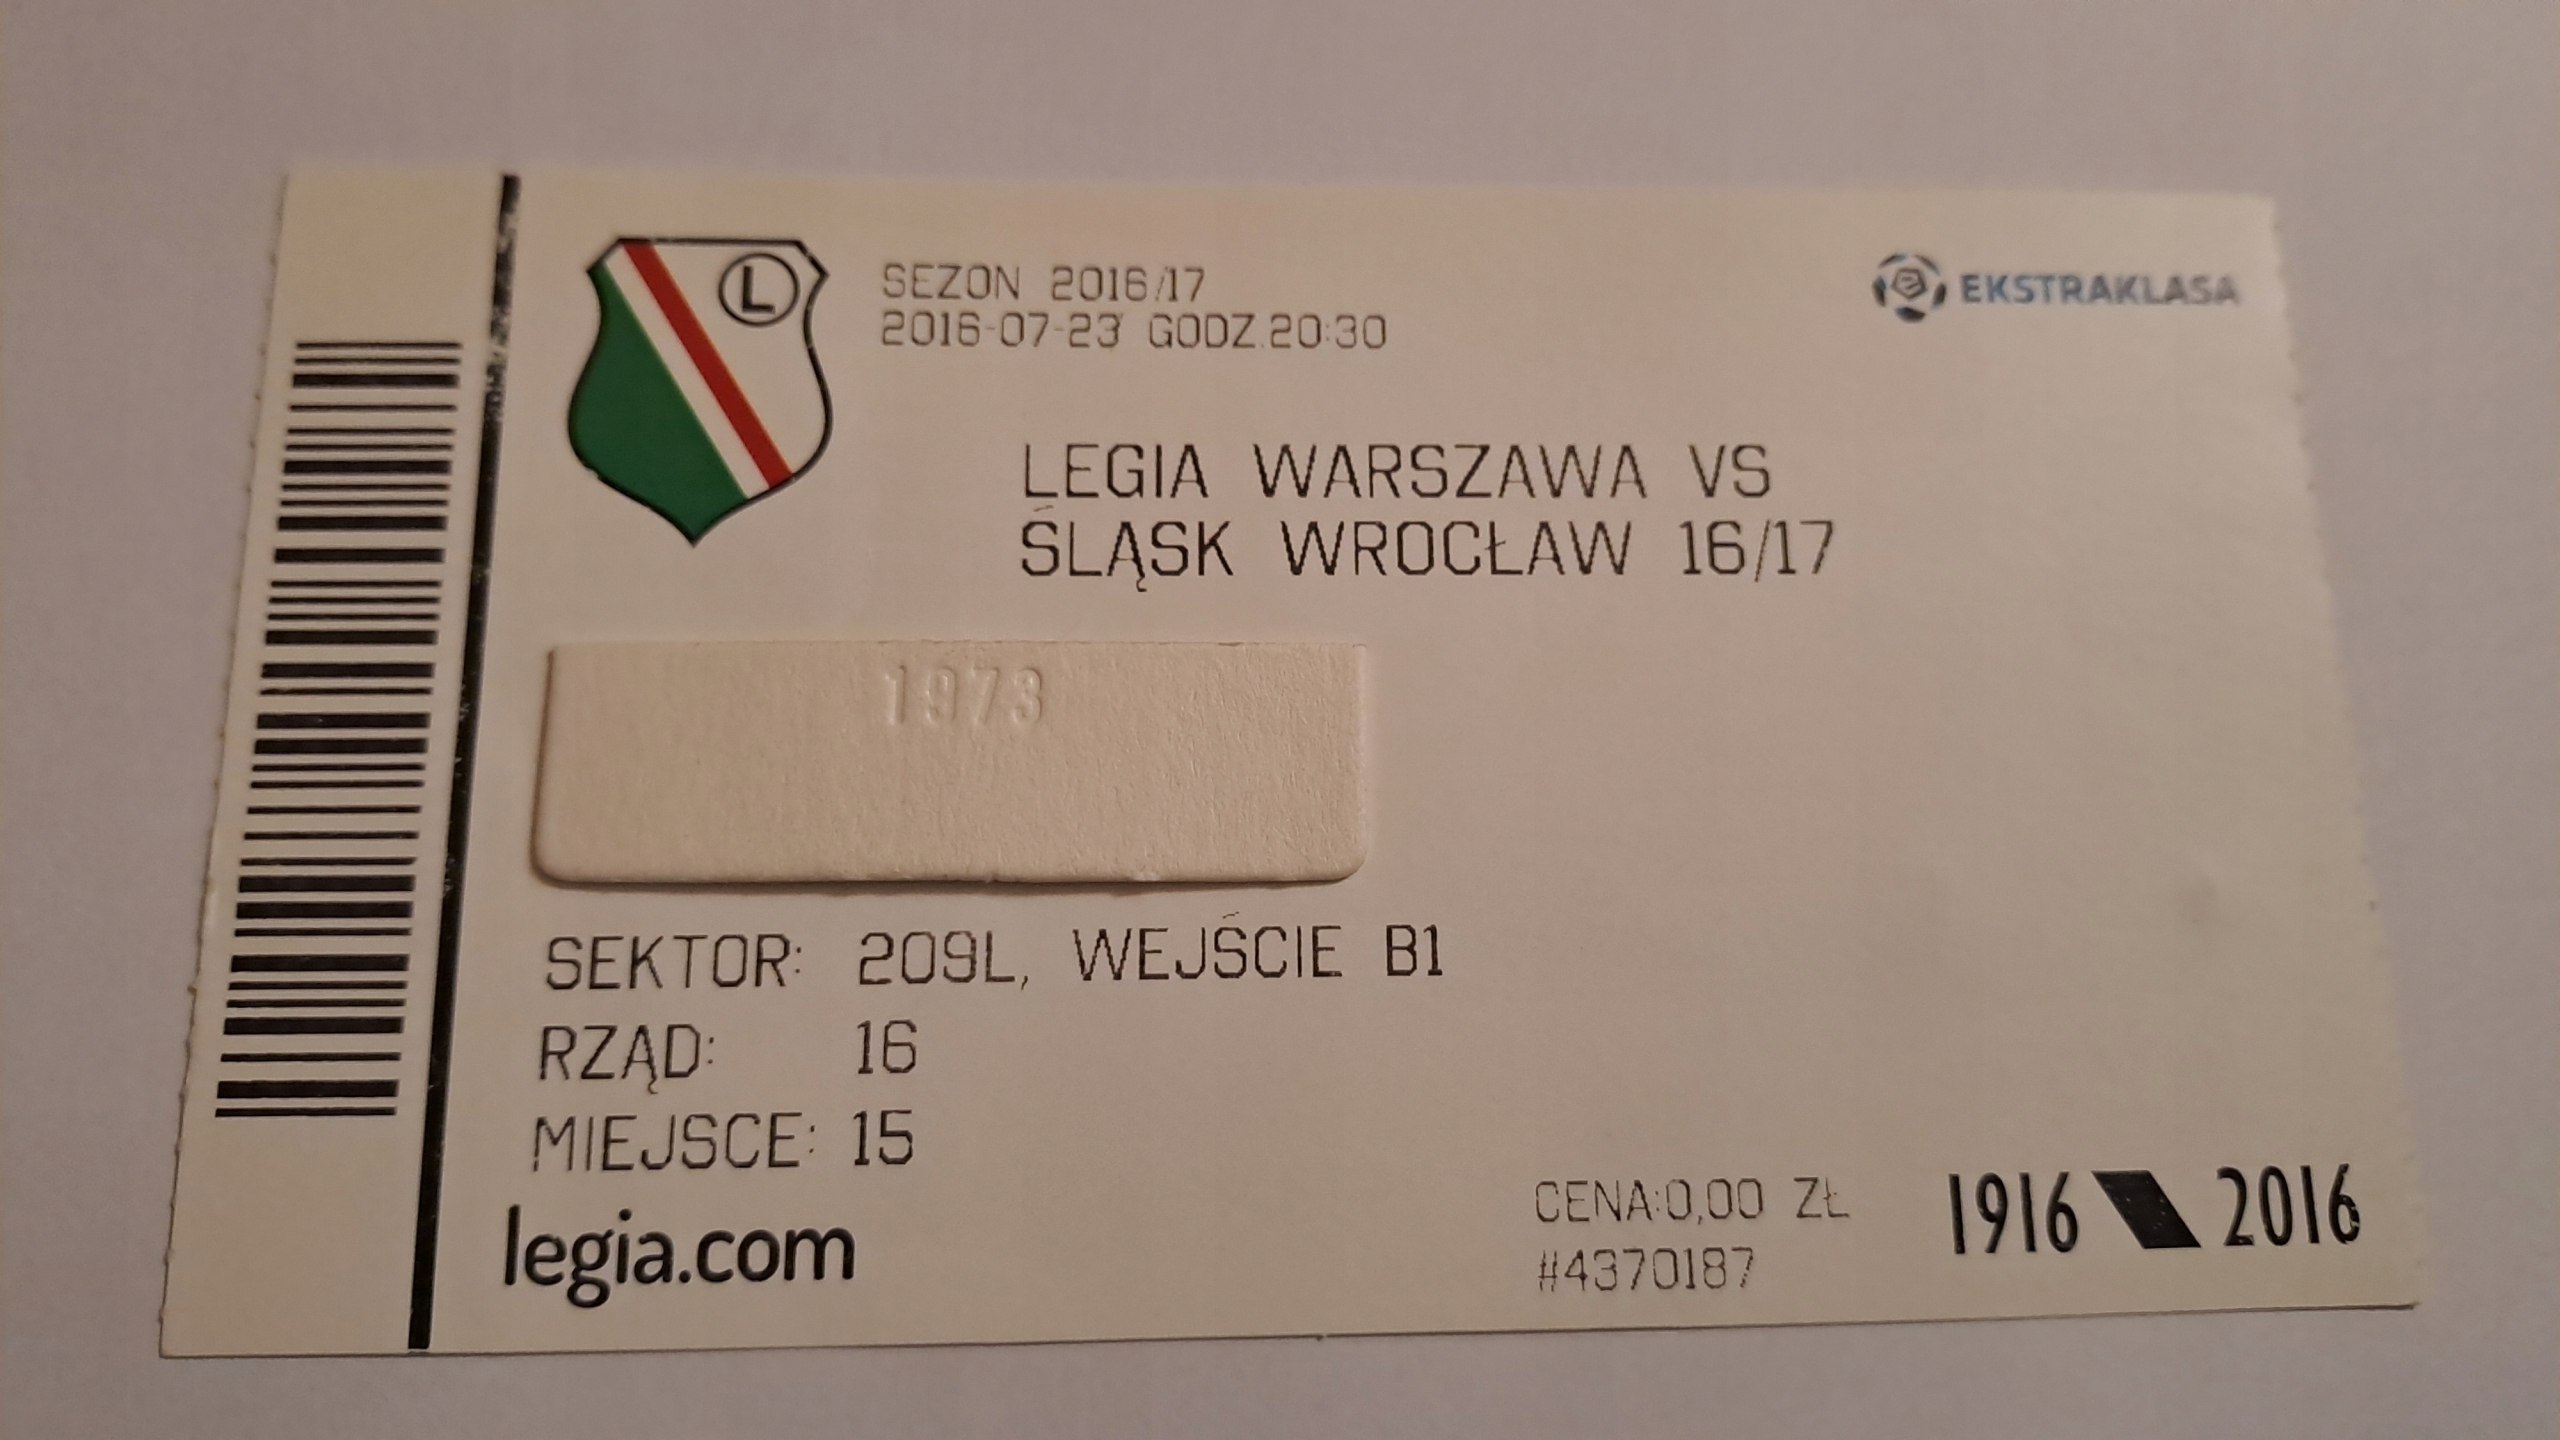 L
SEZON 2016/17
2016-07-23 GODZ.20:30
EKSTRAKLASA
LEGIA WARSZAWA VS
ŚLĄSK WROCŁAW 16/17
1973
SEKTOR: 209L, WEJŚCIE B1
RZĄD: 16
MIEJSCE: 15
legia.com
CENA:0,00 ZŁ
#4370187
1916 2016